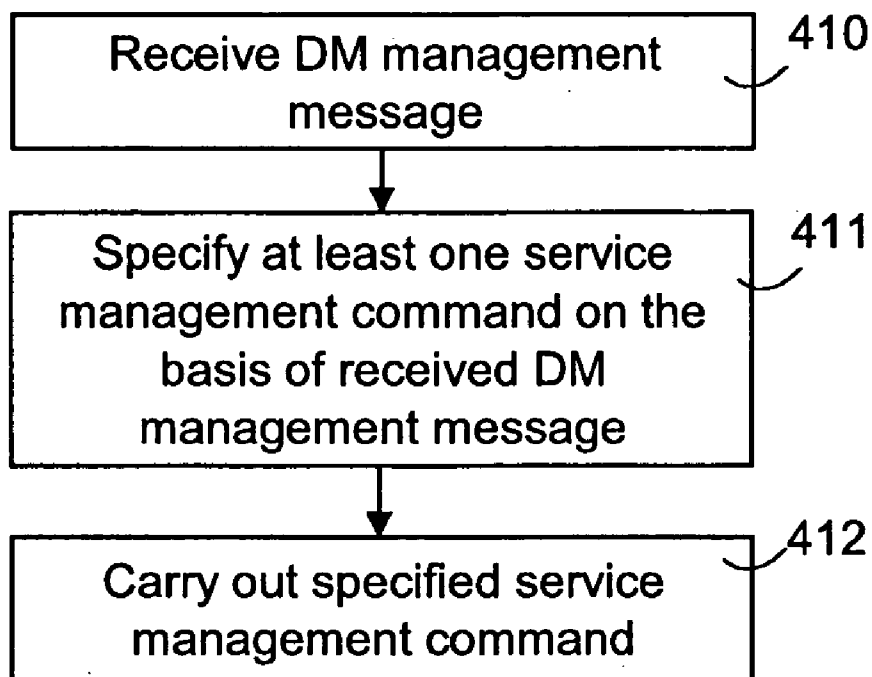 Receive DM management
message
410
Specify at least one service
management command on the
basis of received DM
management message
411
Carry out specified service
management command
412